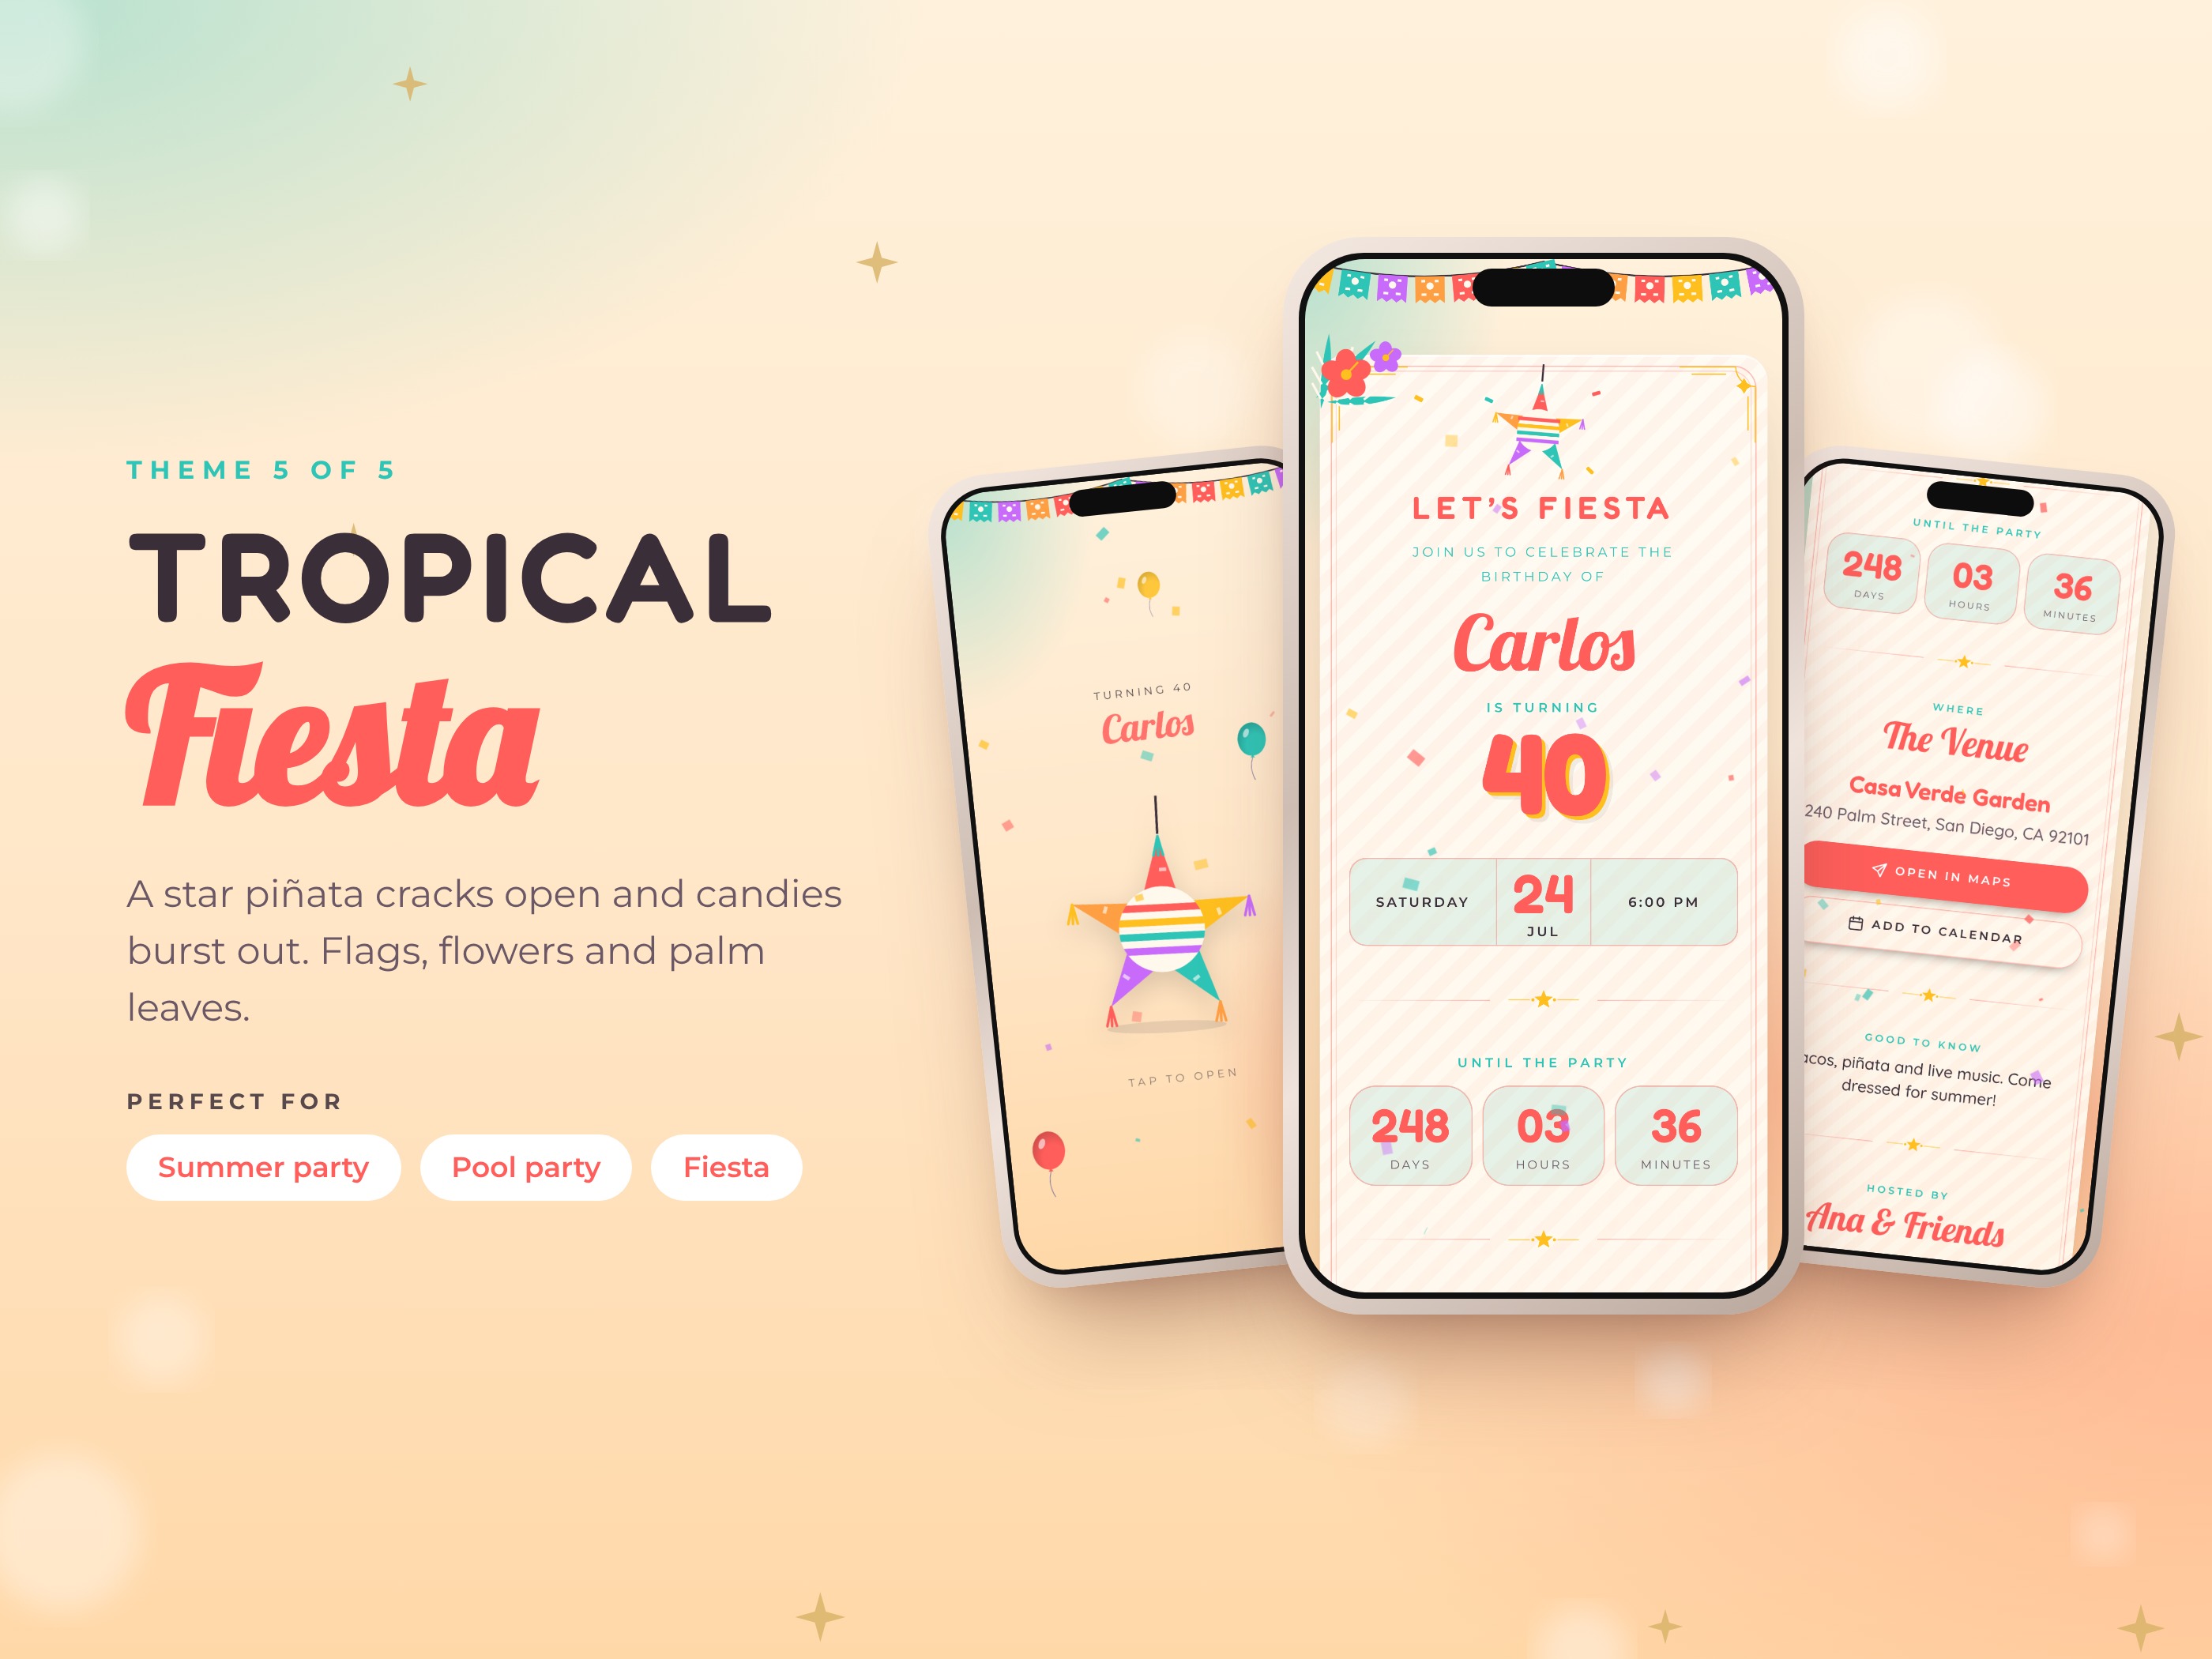 THEME 5 OF 5
TROPICAL
Fiesta
A star piñata cracks open and candies
burst out. Flags, flowers and palm
leaves.
PERFECT FOR
Summer party
Pool party
Fiesta
TURNING 40
Carlos
TAP TO OPEN
LET'S FIESTA
JOIN US TO CELEBRATE THE
BIRTHDAY OF
Carlos
IS TURNING
40
SATURDAY
24
JUL
6:00 PM
UNTIL THE PARTY
248
DAYS
03
HOURS
36
MINUTES
UNTIL THE PARTY
248
DAYS
03
HOURS
36
MINUTES
WHERE
The Venue
Casa Verde Garden
240 Palm Street, San Diego, CA 92101
OPEN IN MAPS
ADD TO CALENDAR
GOOD TO KNOW
piñata and live music. Come
dressed for summer!
HOSTED BY
Ana & Friends